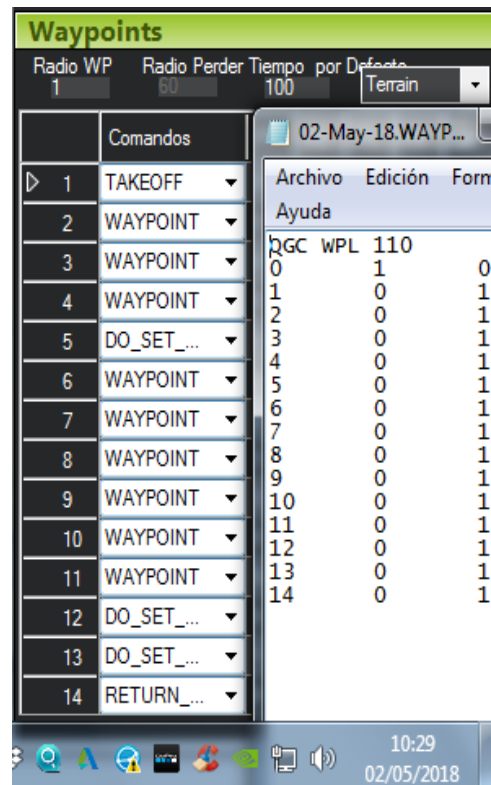 Waypoints
Radio WP Radio Perder Tiempo por Defecto
1 60 100 Terrain
Comandos
1 TAKEOFF
2 WAYPOINT
3 WAYPOINT
4 WAYPOINT
5 DO_SET_...
6 WAYPOINT
7 WAYPOINT
8 WAYPOINT
9 WAYPOINT
10 WAYPOINT
11 WAYPOINT
12 DO_SET_...
13 DO_SET_...
14 RETURN_...
02-May-18.WAYP...
Archivo Edición Form
Ayuda
QGC WPL 110
0 1 0
1 0 1
2 0 1
3 0 1
4 0 1
5 0 1
6 0 1
7 0 1
8 0 1
9 0 1
10 0 1
11 0 1
12 0 1
13 0 1
14 0 1
10:29
02/05/2018